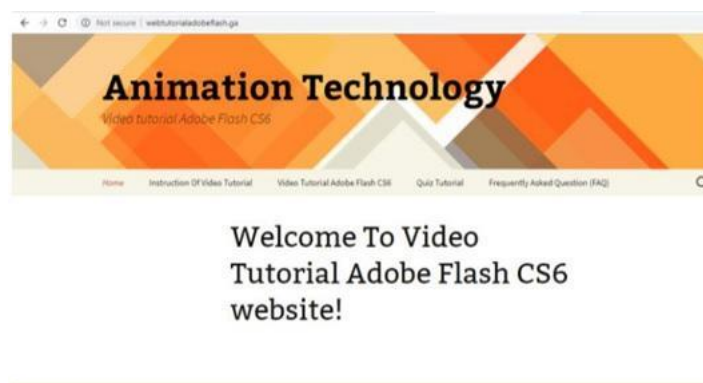 Not secure | webtutorialadobeflash.ga
Animation Technology
Video tutorial Adobe Flash CS6
Home Instruction Of Video Tutorial Video Tutorial Adobe Flash CS6 Quiz Tutorial Frequently Asked Question (FAQ)
Welcome To Video
Tutorial Adobe Flash CS6
website!